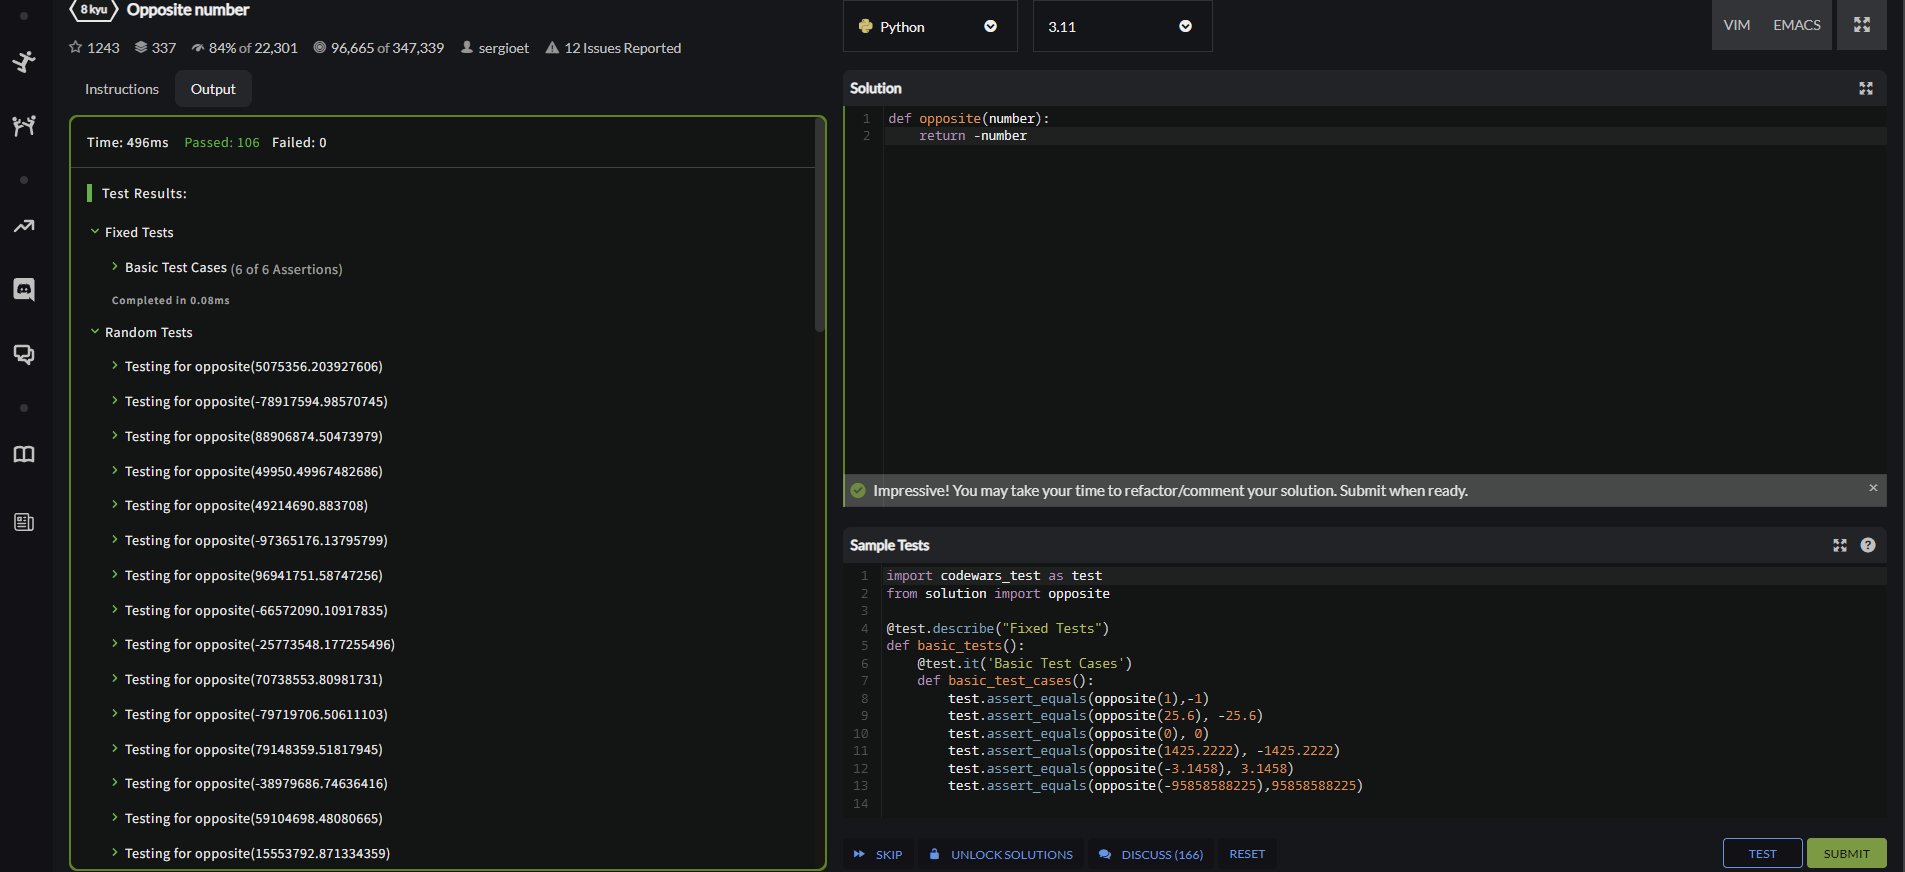 8 kyu Opposite number
1243 337 84% of 22,301 96,665 of 347,339 sergioet 12 Issues Reported
Instructions Output
Time: 496ms Passed: 106 Failed: 0
Test Results:
Fixed Tests
Basic Test Cases (6 of 6 Assertions)
Completed in 0.08ms
Random Tests
Testing for opposite(5075356.203927606)
Testing for opposite(-78917594.98570745)
Testing for opposite(88906874.50473979)
Testing for opposite(49950.49967482686)
Testing for opposite(49214690.883708)
Testing for opposite(-97365176.13795799)
Testing for opposite(96941751.58747256)
Testing for opposite(-66572090.10917835)
Testing for opposite(-25773548.177255496)
Testing for opposite(70738553.80981731)
Testing for opposite(-79719706.50611103)
Testing for opposite(79148359.51817945)
Testing for opposite(-38979686.74636416)
Testing for opposite(59104698.48080665)
Testing for opposite(15553792.871334359)
Python 3.11 VIM EMACS
Solution
1 def opposite(number):
2     return -number
Impressive! You may take your time to refactor/comment your solution. Submit when ready. ×
Sample Tests ?
1 import codewars_test as test
2 from solution import opposite
3
4 @test.describe("Fixed Tests")
5 def basic_tests():
6     @test.it('Basic Test Cases')
7     def basic_test_cases():
8         test.assert_equals(opposite(1),-1)
9         test.assert_equals(opposite(25.6), -25.6)
10         test.assert_equals(opposite(0), 0)
11         test.assert_equals(opposite(1425.2222), -1425.2222)
12         test.assert_equals(opposite(-3.1458), 3.1458)
13         test.assert_equals(opposite(-95858588225),95858588225)
14
SKIP UNLOCK SOLUTIONS DISCUSS (166) RESET TEST SUBMIT